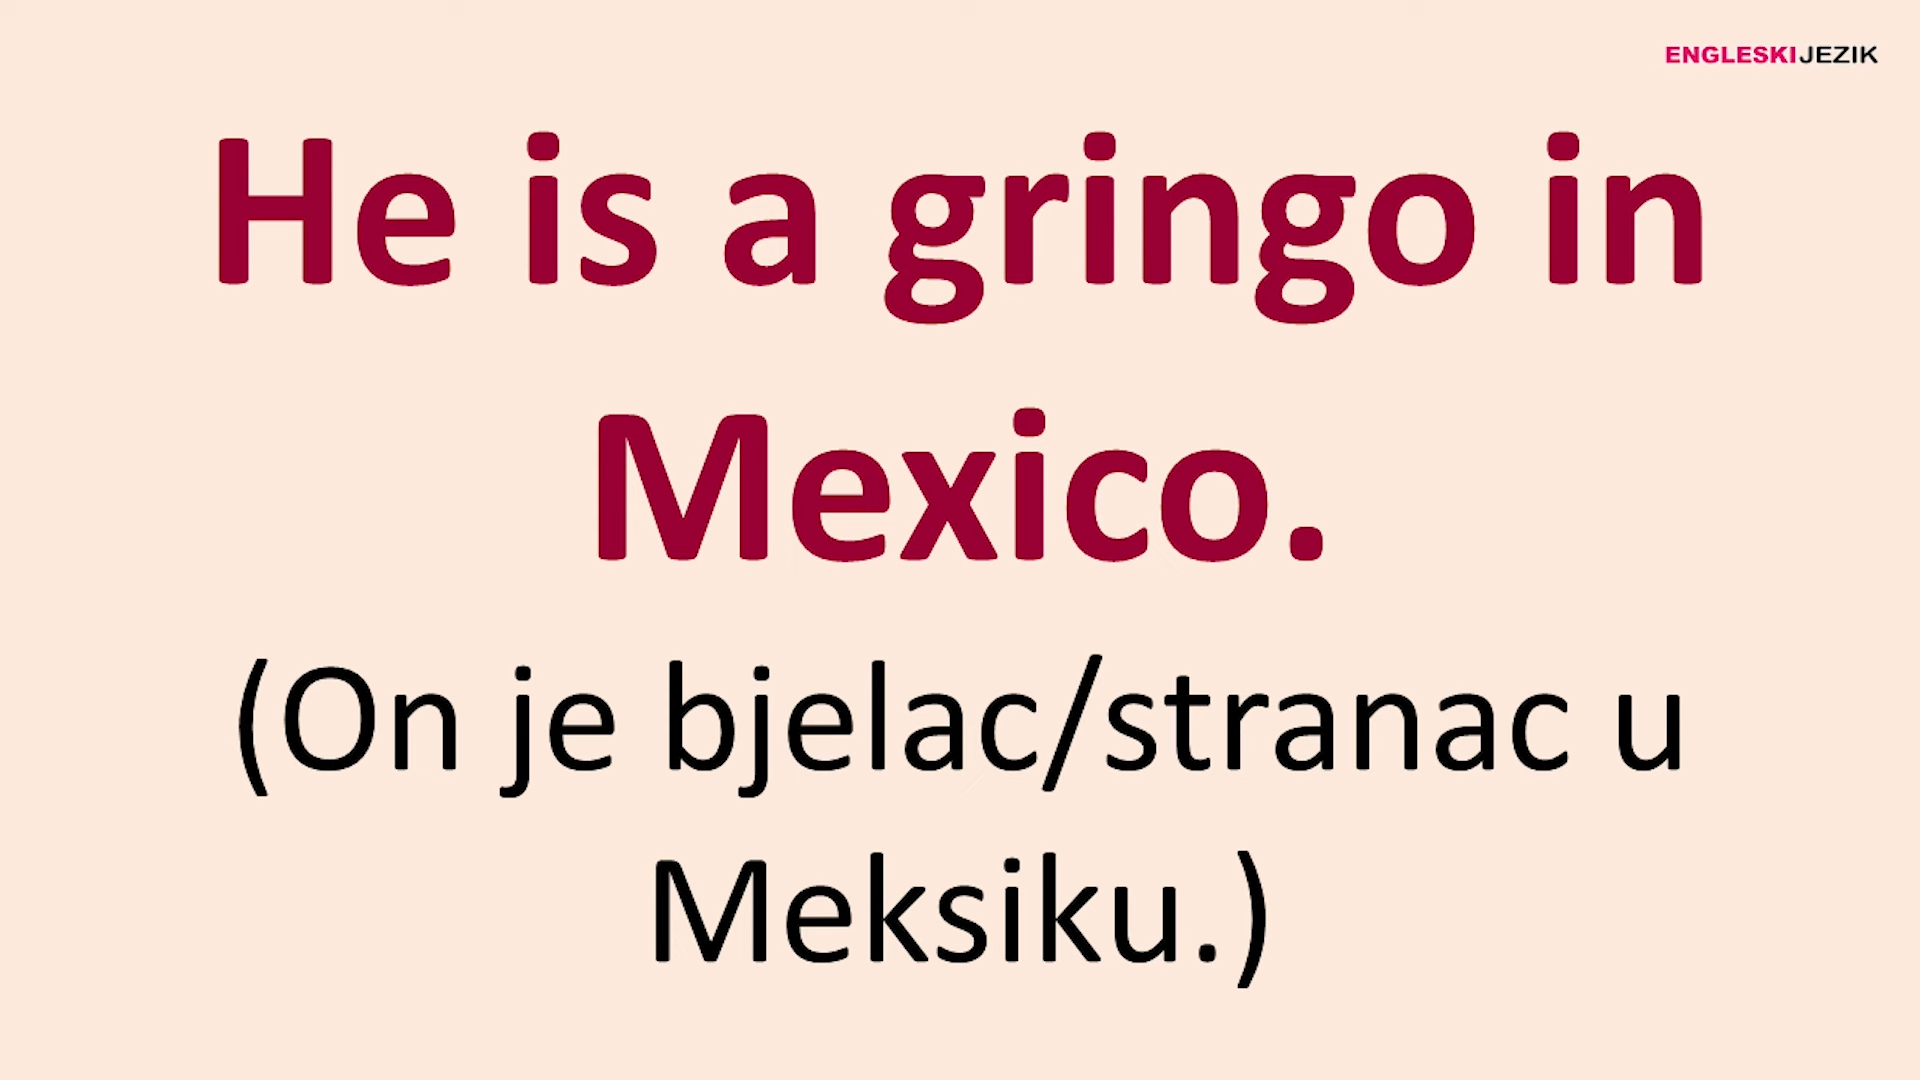 ENGLESKIJEZIK
He is a gringo in
Mexico.
(On je bjelac/stranac u
Meksiku.)